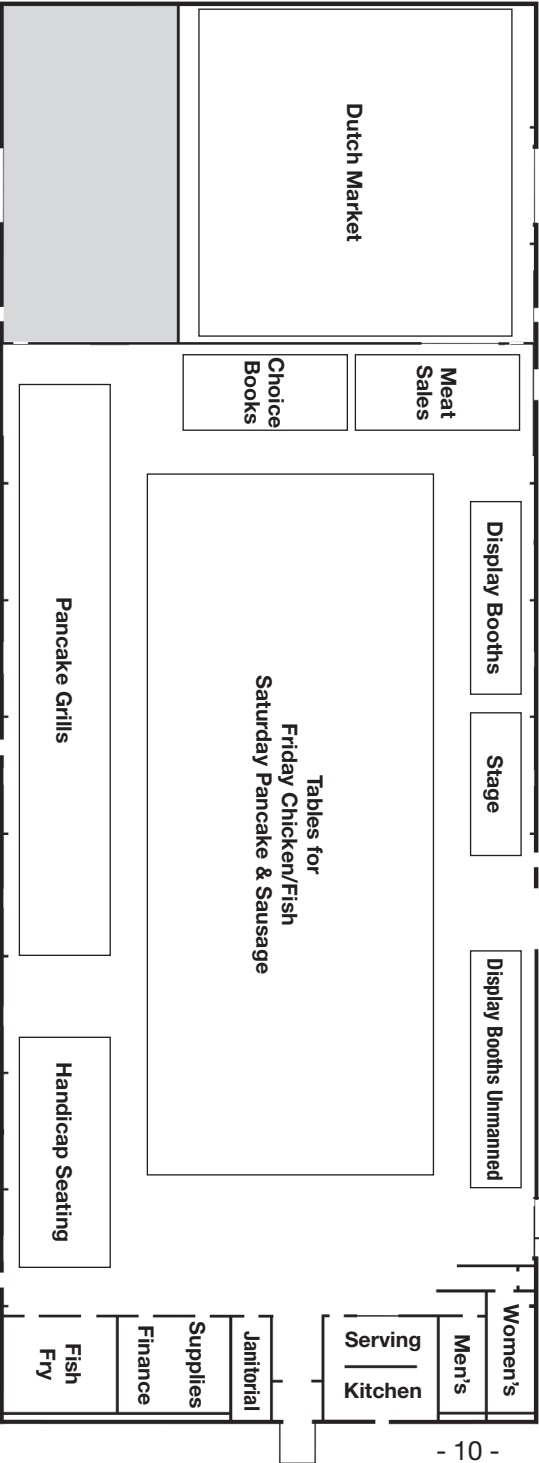 Dutch Market
Choice
Books
Meat
Sales
Display Booths
Pancake Grills
Tables for
Friday Chicken/Fish
Saturday Pancake & Sausage
Stage
Display Booths Unmanned
Handicap Seating
Fish
Fry
Supplies
Finance
Janitorial
Serving
Kitchen
Men's
Women's
- 10 -